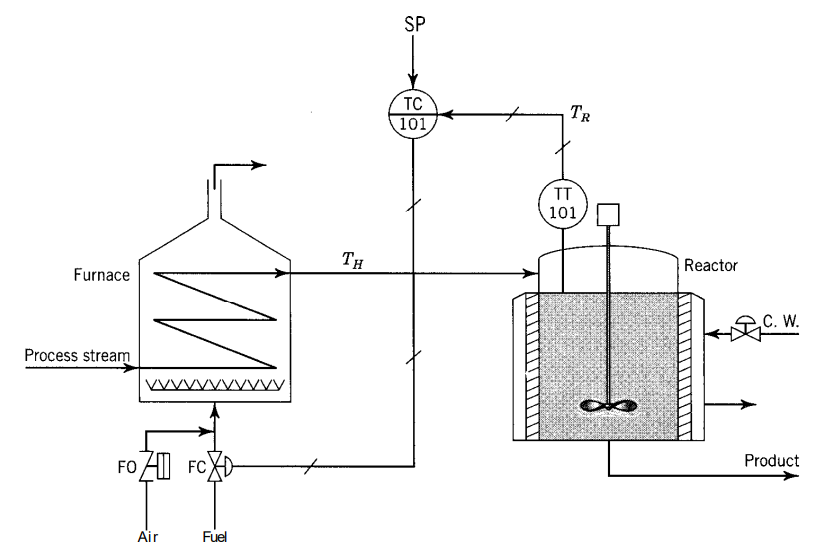 SP
TC
101
T_R
TT
101
Furnace
T_H
Reactor
C. W.
Process stream
FO
FC
Product
Air
Fuel